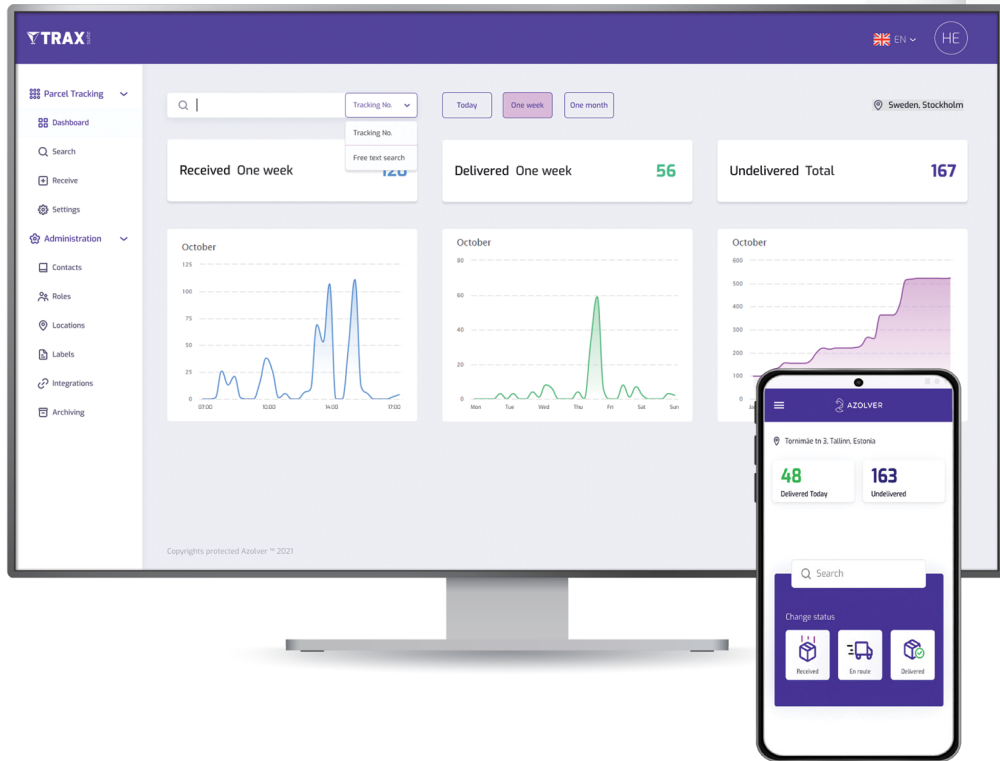 TRAX
EN
HE
Parcel Tracking
Dashboard
Search
Receive
Settings
Administration
Contacts
Roles
Locations
Labels
Integrations
Archiving
Tracking No.
Tracking No.
Free text search
Today
One week
One month
Sweden, Stockholm
Received One week
Delivered One week 56
Undelivered Total 167
October
125
100
75
50
25
0
07:00 10:00 14:00 17:00
October
80
60
40
20
0
Mon Tue Wed Thu Fri Sat Sun
October
600
500
400
300
200
100
0
Copyrights protected Azolver ™ 2021
AZOLVER
Tornimäe tn 3, Tallinn, Estonia
48
Delivered Today
163
Undelivered
Search
Change status
Received
En route
Delivered